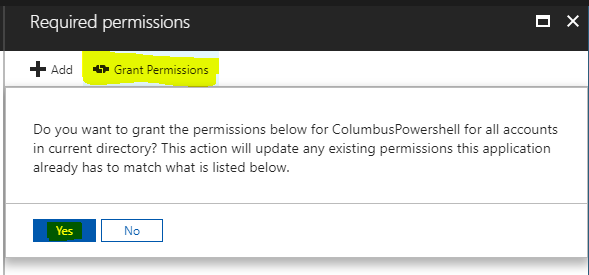 Required permissions
Add Grant Permissions
Do you want to grant the permissions below for ColumbusPowershell for all accounts
in current directory? This action will update any existing permissions this application
already has to match what is listed below.
Yes No